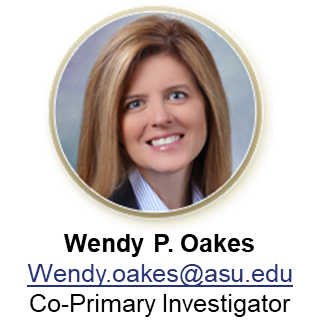 Wendy P. Oakes
Wendy.oakes@asu.edu
Co-Primary Investigator